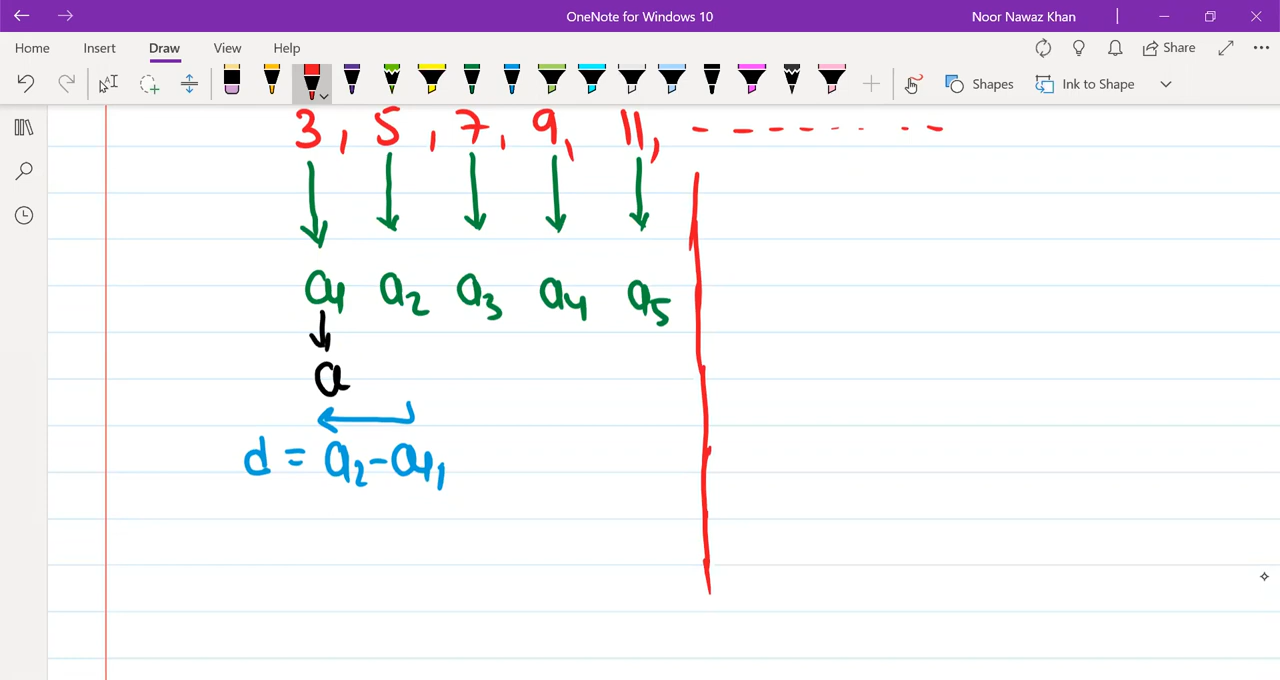 OneNote for Windows 10
Noor Nawaz Khan
Home Insert Draw View Help
Share
Shapes Ink to Shape
3, 5, 7, 9, 11, - - - - - - - -
a1 a2 a3 a4 a5
a
d = a2-a1,